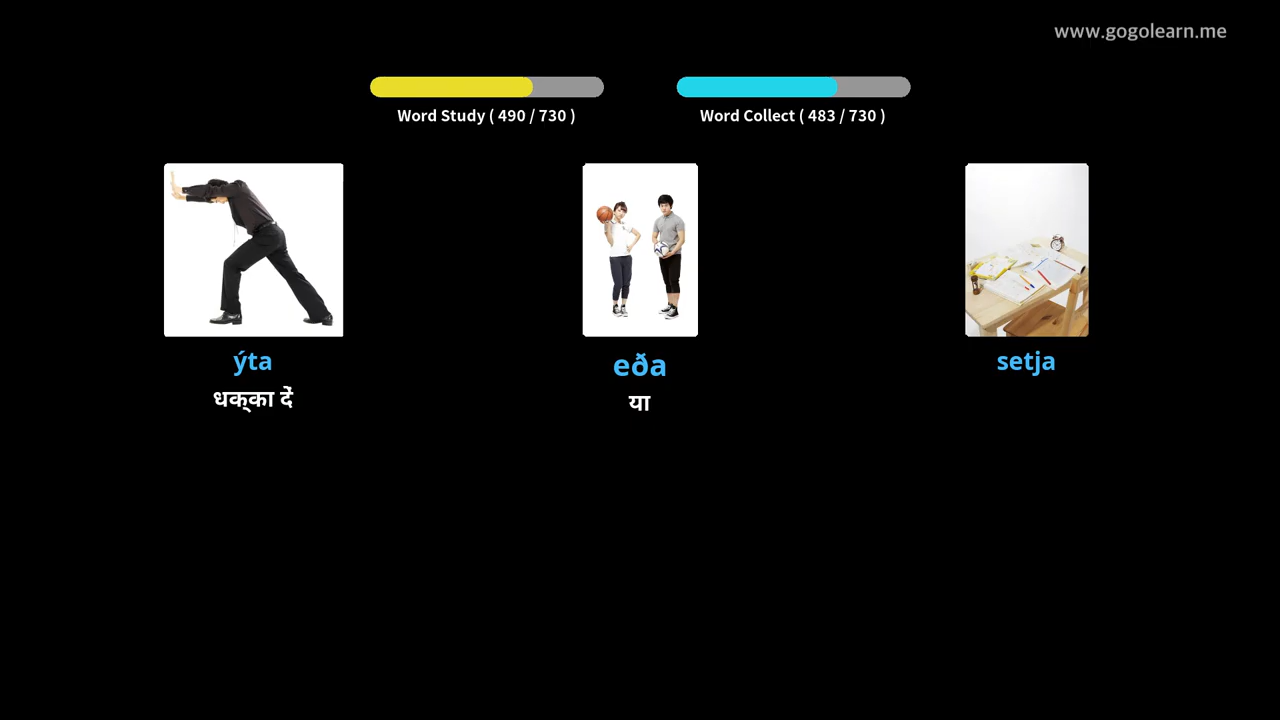 www.gogolearn.me
Word Study ( 490 / 730 )
Word Collect ( 483 / 730 )
ýta
eða
setja
धक्का दें
या